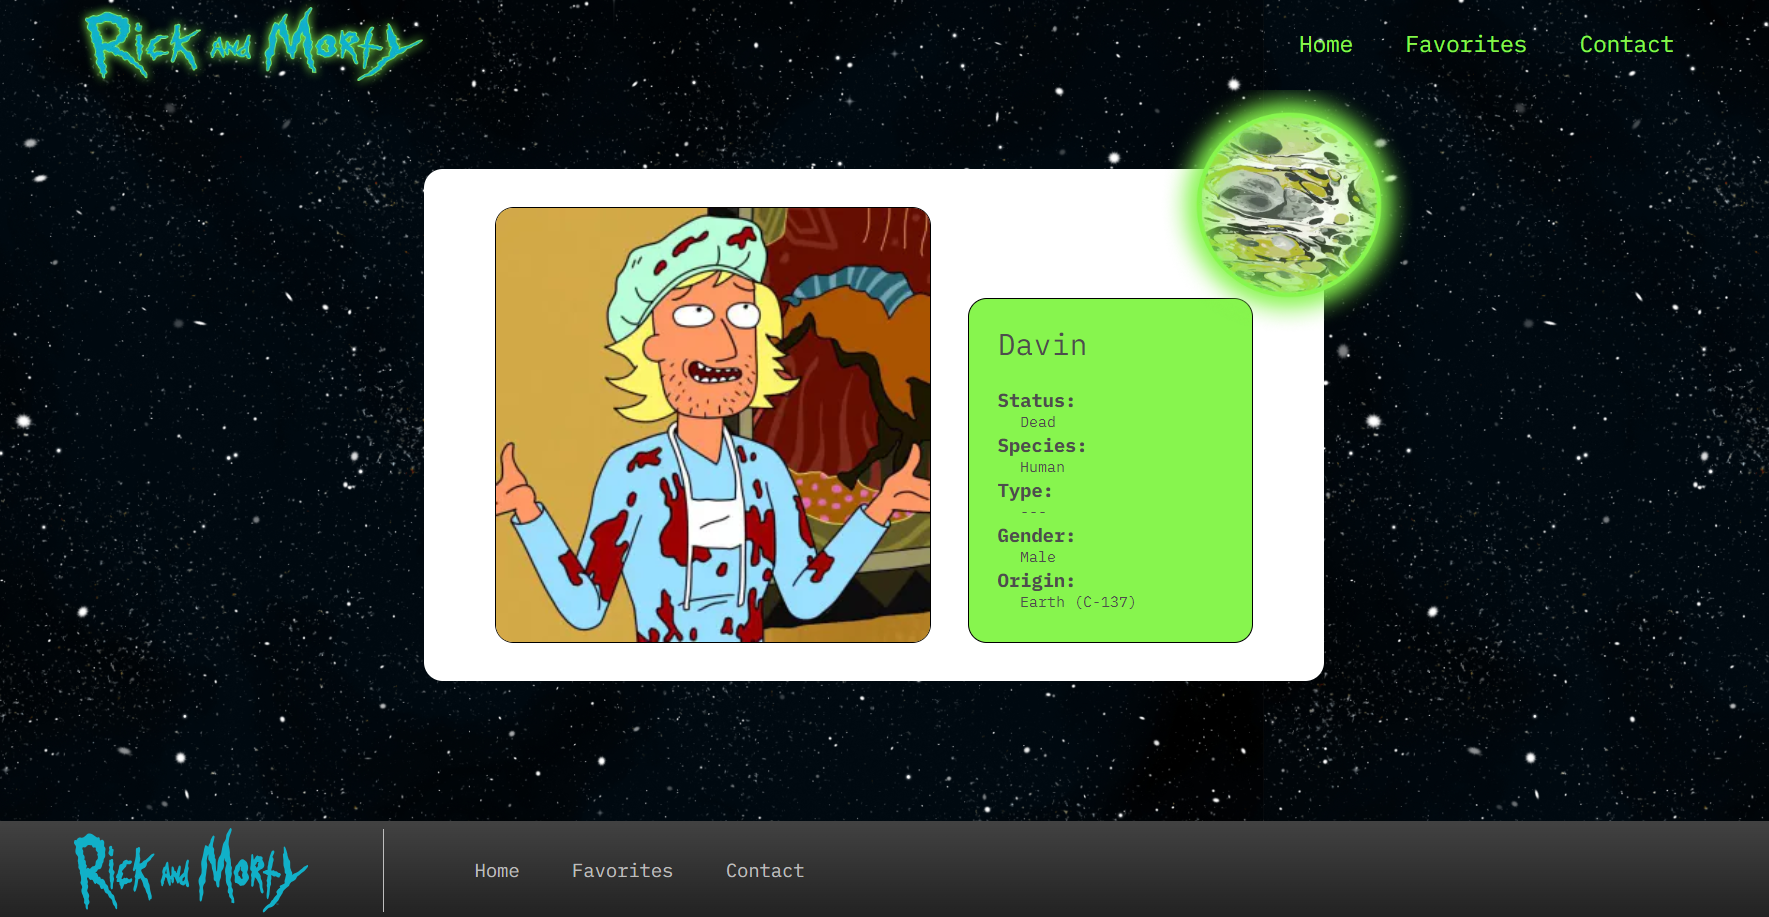 Rick and Morty
Home Favorites Contact
Davin
Status:
Dead
Species:
Human
Type:
---
Gender:
Male
Origin:
Earth (C-137)
Rick and Morty
Home Favorites Contact